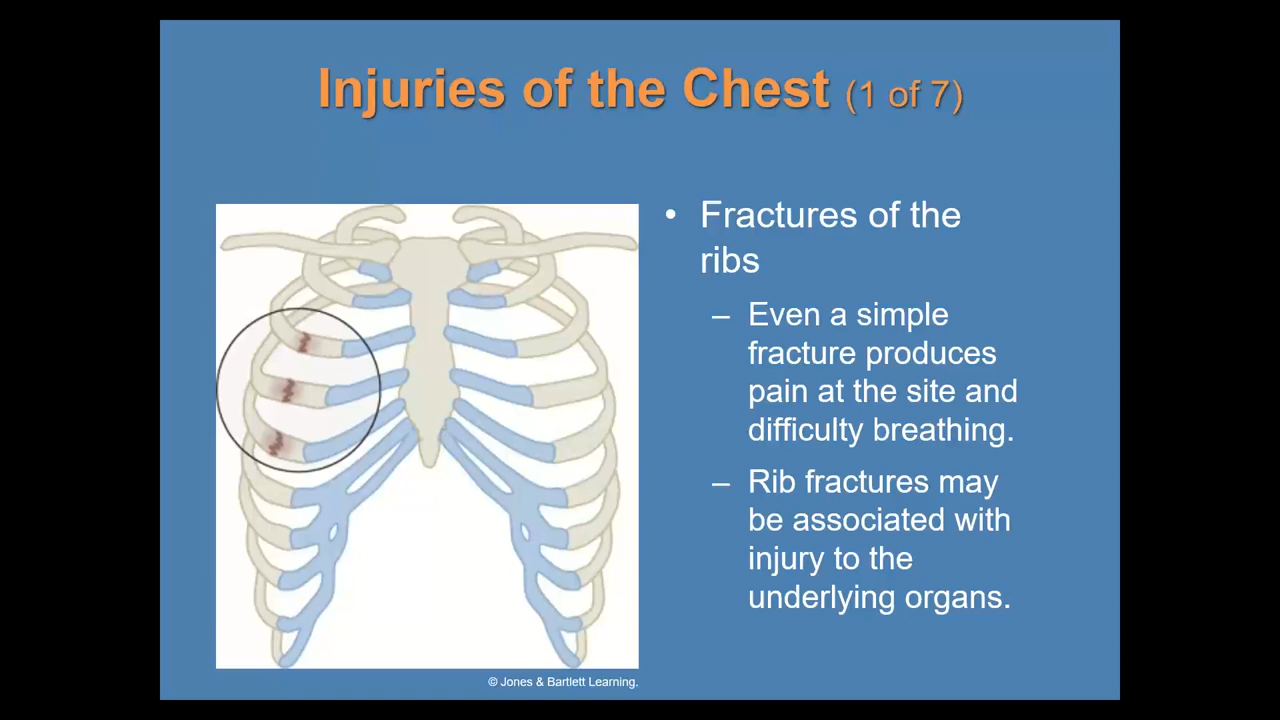 Injuries of the Chest (1 of 7)
• Fractures of the
ribs
– Even a simple
fracture produces
pain at the site and
difficulty breathing.
– Rib fractures may
be associated with
injury to the
underlying organs.
© Jones & Bartlett Learning.